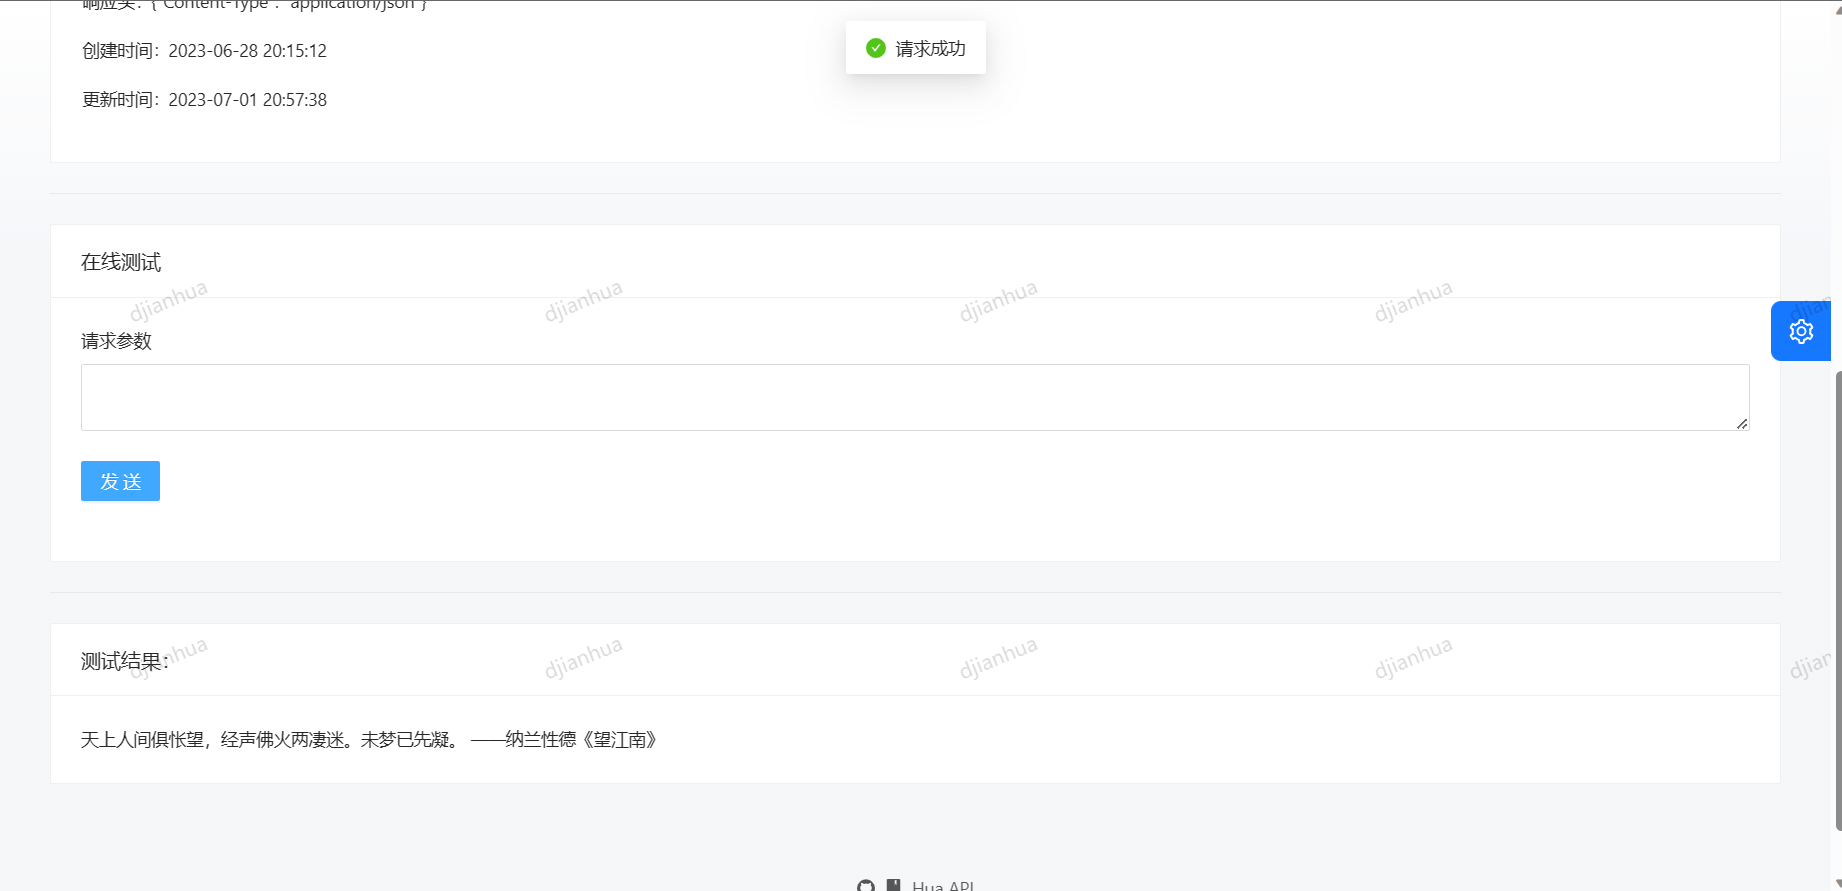 响应头：{"Content-Type": "application/json"}
创建时间：2023-06-28 20:15:12
请求成功
更新时间：2023-07-01 20:57:38
在线测试
djianhua djianhua djianhua djianhua djianhua
请求参数
发 送
测试结果：
djianhua djianhua djianhua djianhua djian
天上人间俱怅望，经声佛火两凄迷。未梦已先凝。 ——纳兰性德《望江南》
Hua API